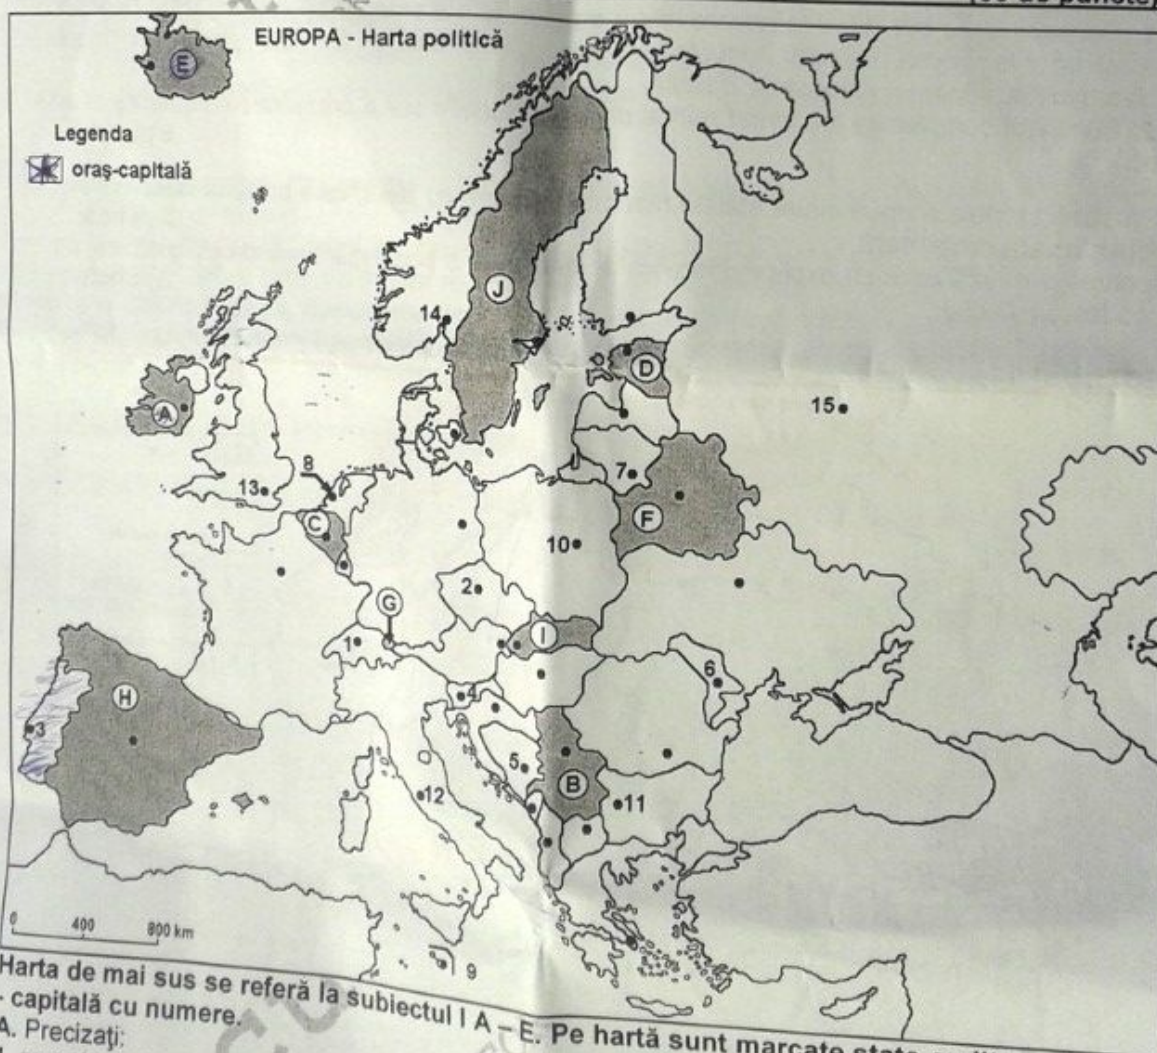 EUROPA - Harta politică
E
Legenda
oraş-capitală
J
14
D
A
15
8
7
13
C
F
10
2
G
1
I
6
H
4
3
5
B
12
11
0 400 800 km
9
Harta de mai sus se referă la subiectul I A – E. Pe hartă sunt marcate
- capitală cu numere.
A. Precizaţi: